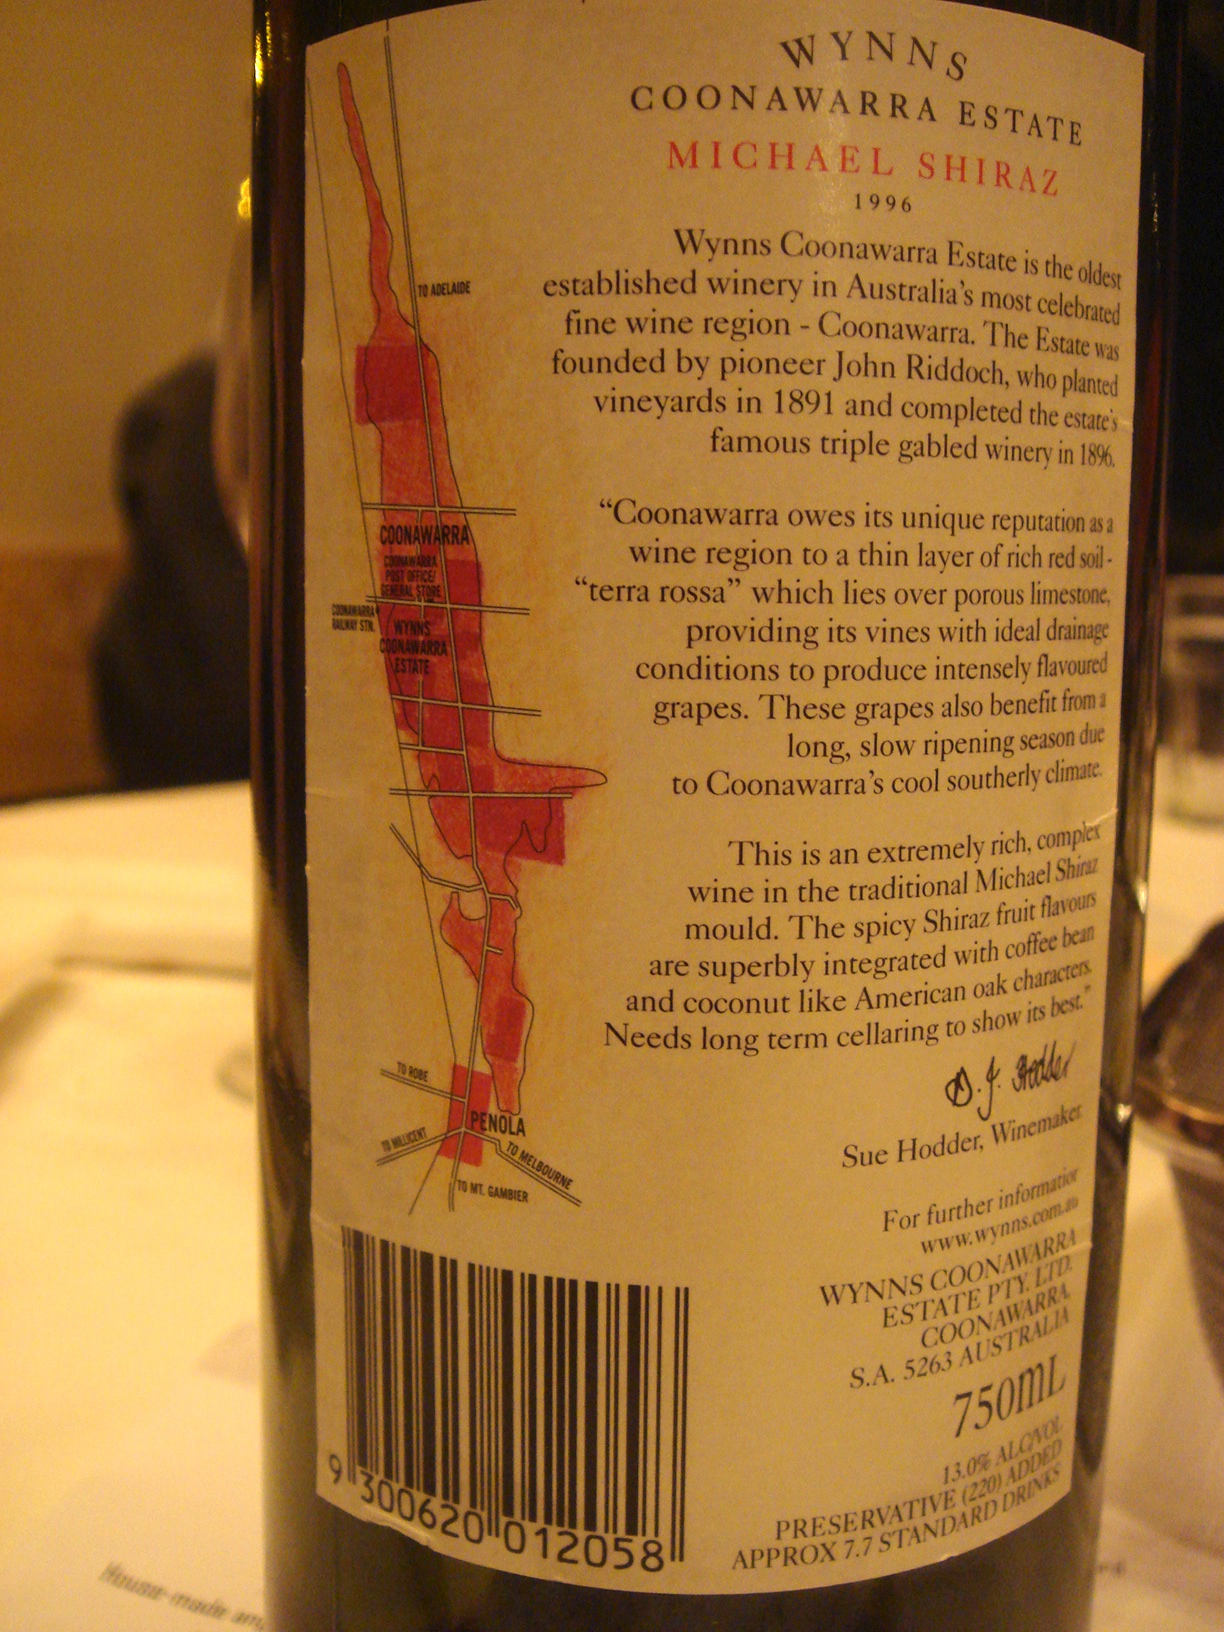 WYNNS
COONAWARRA ESTATE
MICHAEL SHIRAZ
1996
Wynns Coonawarra Estate is the oldest
established winery in Australia's most celebrated
fine wine region - Coonawarra. The Estate was
founded by pioneer John Riddoch, who planted
vineyards in 1891 and completed the estate's
famous triple gabled winery in 1896.
“Coonawarra owes its unique reputation as a
wine region to a thin layer of rich red soil -
“terra rossa” which lies over porous limestone,
providing its vines with ideal drainage
conditions to produce intensely flavoured
grapes. These grapes also benefit from a
long, slow ripening season due
to Coonawarra's cool southerly climate.
This is an extremely rich, complex
wine in the traditional Michael Shiraz
mould. The spicy Shiraz fruit flavours
are superbly integrated with coffee bean
and coconut like American oak characters.
Needs long term cellaring to show its best.”
Sue Hodder, Winemaker
For further information
www.wynns.com.au
WYNNS COONAWARRA
ESTATE PTY. LTD.
COONAWARRA,
S.A. 5263 AUSTRALIA
750mL
13.0% ALC/VOL
PRESERVATIVE (220) ADDED
APPROX 7.7 STANDARD DRINKS
TO ADELAIDE
COONAWARRA
COONAWARRA
POST OFFICE/
GENERAL STORE
COONAWARRA
RAILWAY STN.
WYNNS
COONAWARRA
ESTATE
TO ROBE
PENOLA
TO MILLICENT
TO MELBOURNE
TO MT. GAMBIER
9 300620 012058
House-made